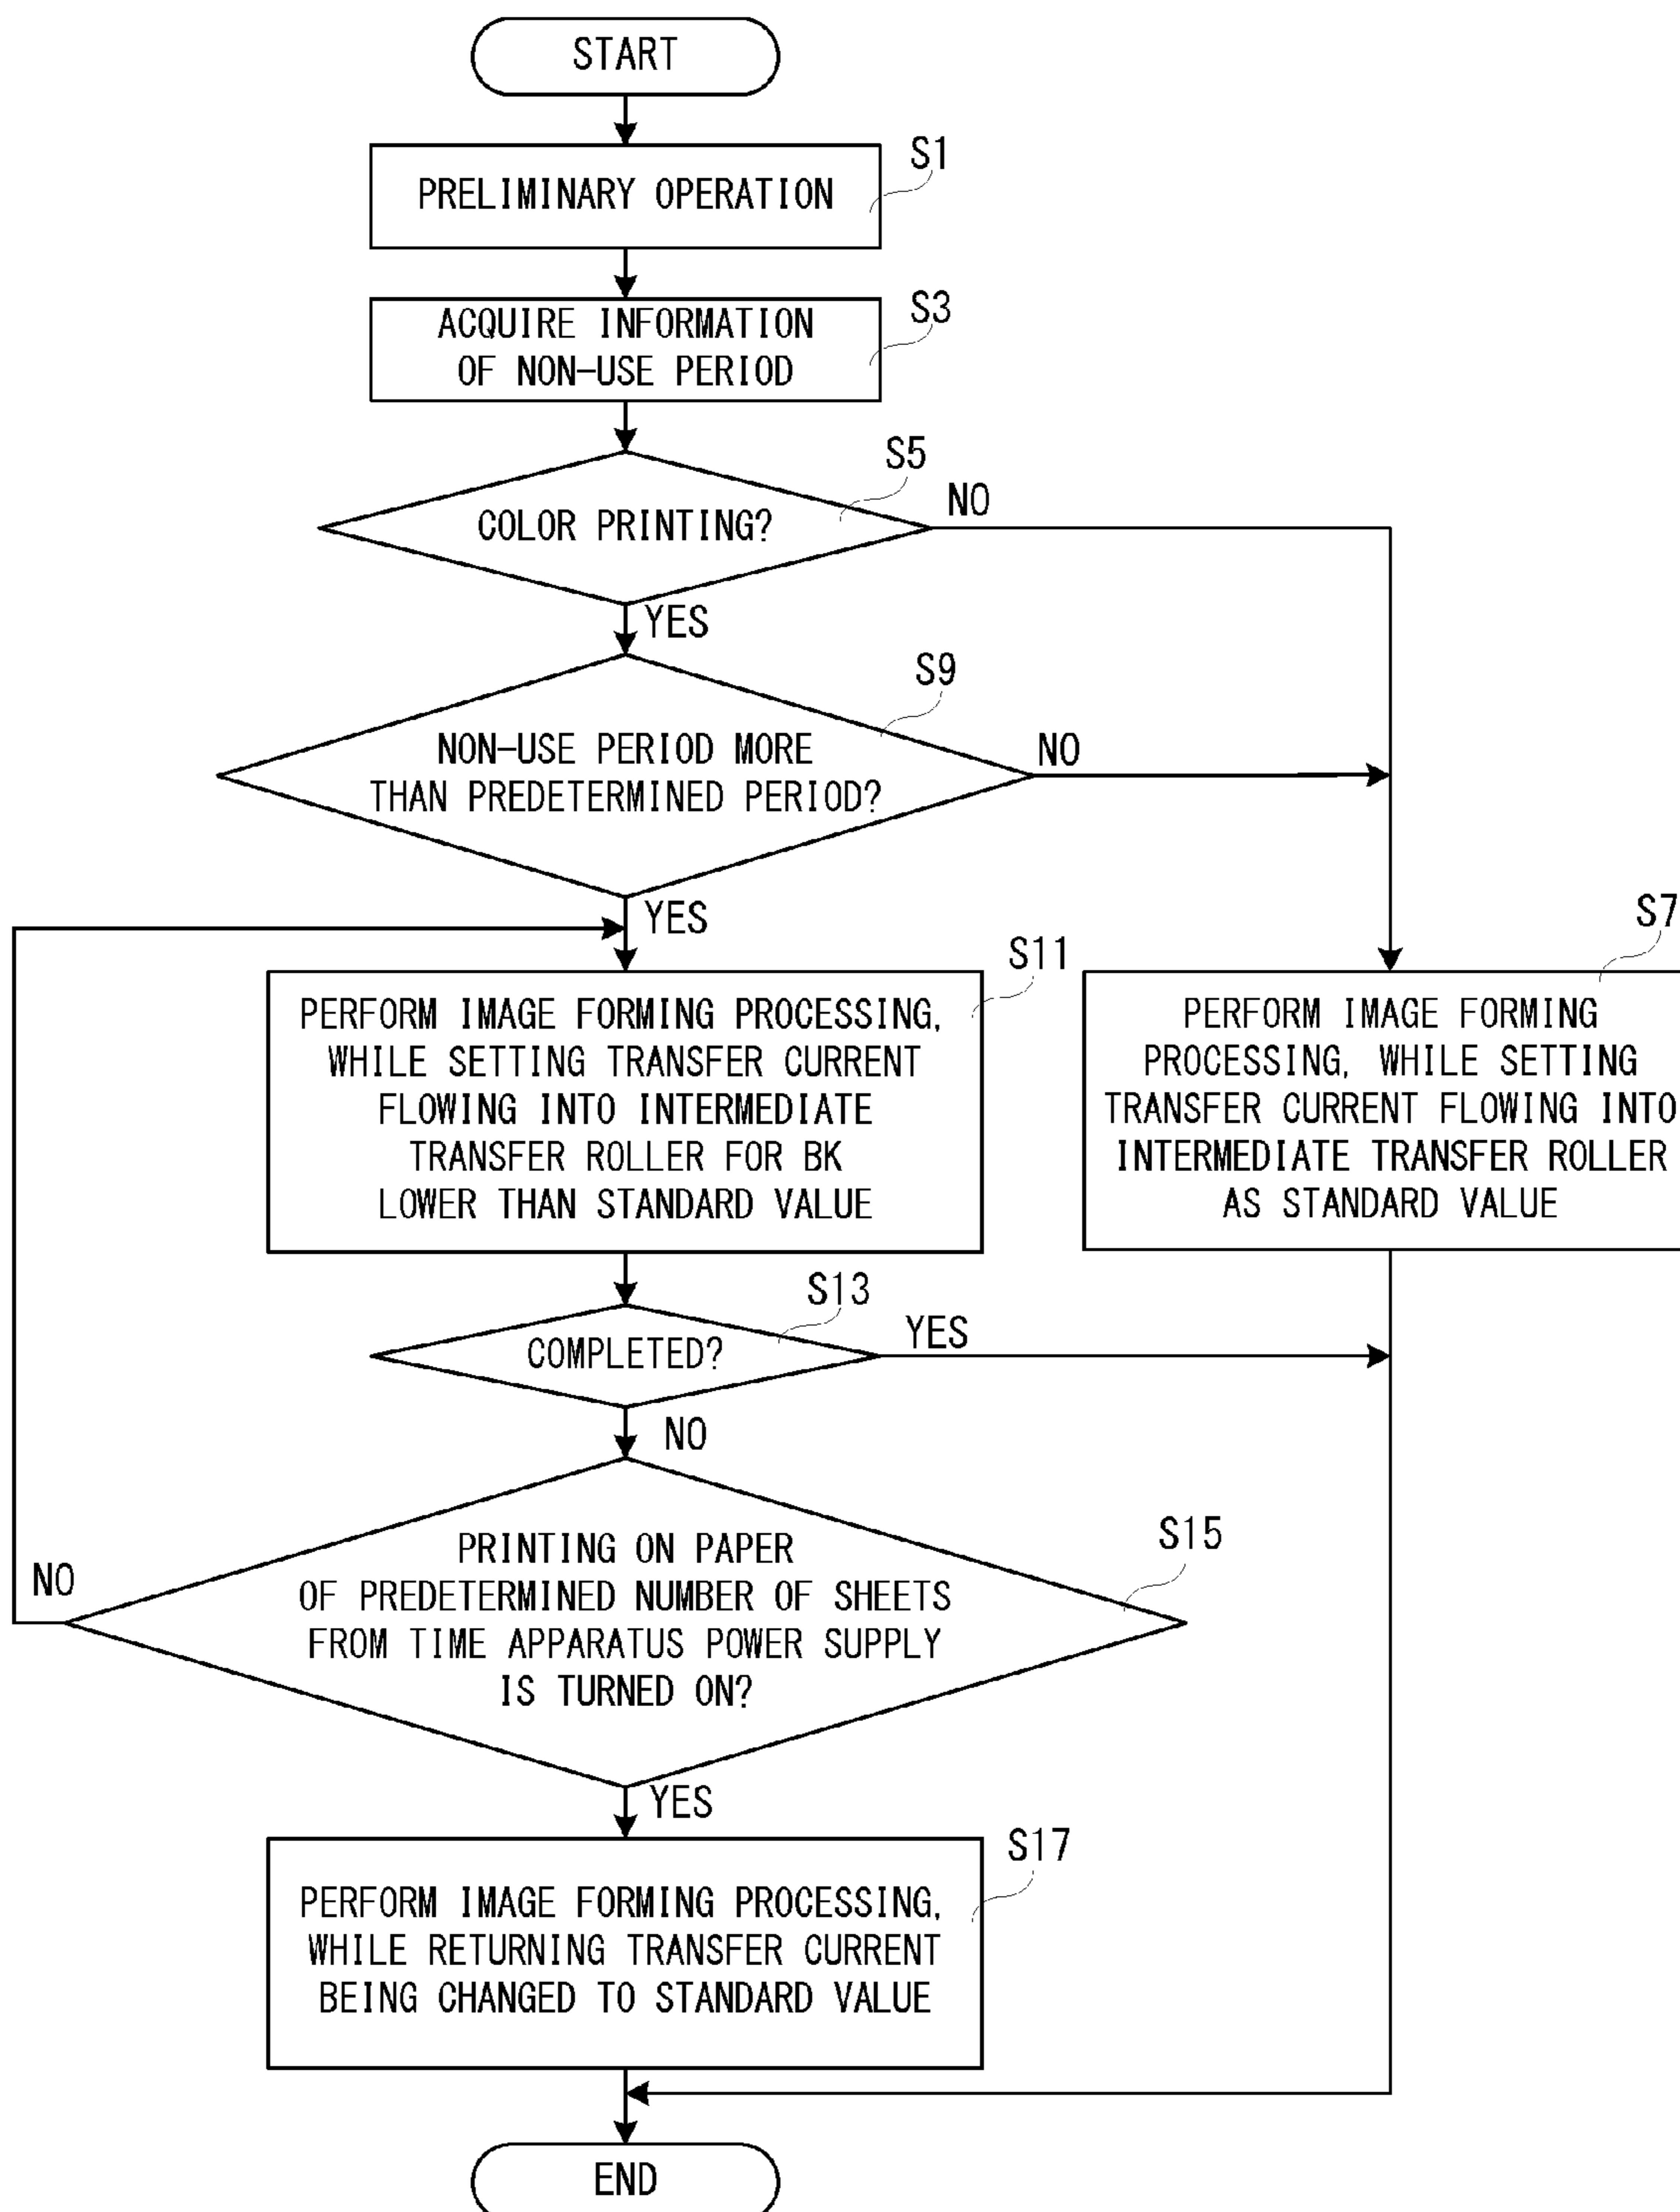 START
S1
PRELIMINARY OPERATION
S3
ACQUIRE INFORMATION
OF NON-USE PERIOD
S5
COLOR PRINTING?
NO
YES
S9
NON-USE PERIOD MORE
THAN PREDETERMINED PERIOD?
NO
YES
S11
PERFORM IMAGE FORMING PROCESSING,
WHILE SETTING TRANSFER CURRENT
FLOWING INTO INTERMEDIATE
TRANSFER ROLLER FOR BK
LOWER THAN STANDARD VALUE
S7
PERFORM IMAGE FORMING
PROCESSING, WHILE SETTING
TRANSFER CURRENT FLOWING INTO
INTERMEDIATE TRANSFER ROLLER
AS STANDARD VALUE
S13
COMPLETED?
YES
NO
S15
PRINTING ON PAPER
OF PREDETERMINED NUMBER OF SHEETS
FROM TIME APPARATUS POWER SUPPLY
IS TURNED ON?
NO
YES
S17
PERFORM IMAGE FORMING PROCESSING,
WHILE RETURNING TRANSFER CURRENT
BEING CHANGED TO STANDARD VALUE
END